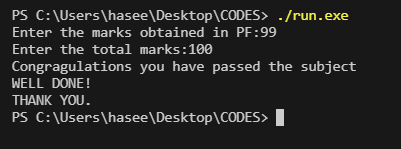 PS C:\Users\hasee\Desktop\CODES> ./run.exe
Enter the marks obtained in PF:99
Enter the total marks:100
Congragulations you have passed the subject
WELL DONE!
THANK YOU.
PS C:\Users\hasee\Desktop\CODES>